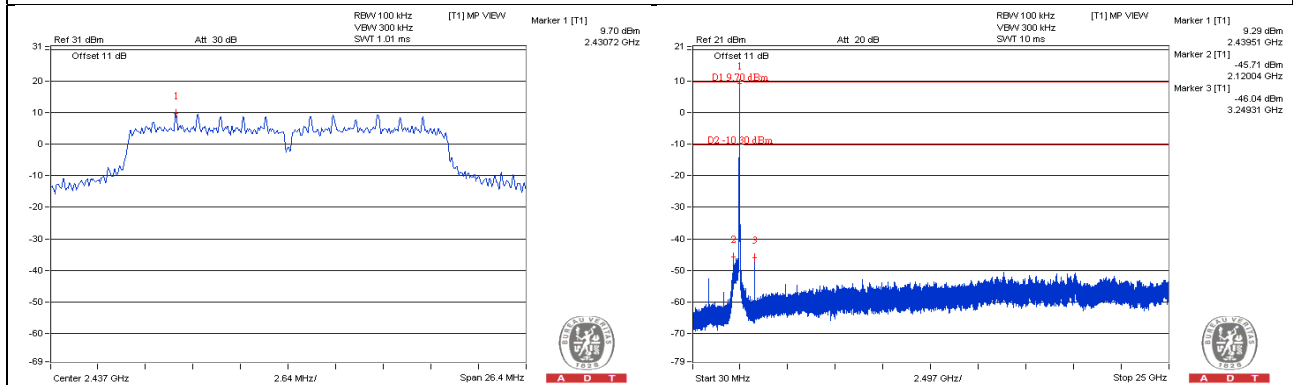 RBW 100 kHz
VBW 300 kHz
SWT 1.01 ms
[T1] MP VIEW
Ref 31 dBm
Att 30 dB
Marker 1 [T1]
9.70 dBm
2.43072 GHz
31
Offset 11 dB
20
10
0
-10
-20
-30
-40
-50
-60
-69
1
Center 2.437 GHz
2.64 MHz/
Span 26.4 MHz
BUREAU VERITAS
1828
A D T
RBW 100 kHz
VBW 300 kHz
SWT 10 ms
[T1] MP VIEW
Ref 21 dBm
Att 20 dB
Marker 1 [T1]
9.29 dBm
2.43951 GHz
Marker 2 [T1]
-45.71 dBm
2.12004 GHz
Marker 3 [T1]
-46.04 dBm
3.24931 GHz
21
Offset 11 dB
1
D1 9.70 dBm
10
0
D2 -10.30 dBm
-10
-20
-30
-40
2
3
-50
-60
-70
-79
Start 30 MHz
2.497 GHz/
Stop 25 GHz
BUREAU VERITAS
1828
A D T